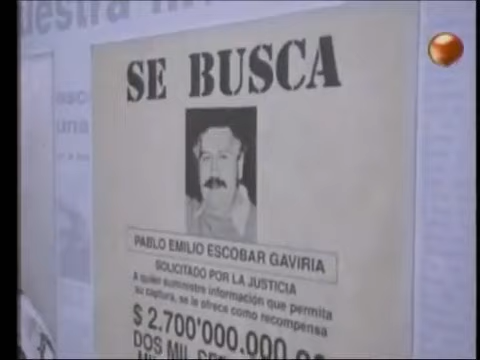 uestra
SE BUSCA
PABLO EMILIO ESCOBAR GAVIRIA
SOLICITADO POR LA JUSTICIA
A quien suministre información que permita
su captura, se le ofrece como recompensa
$ 2.700'000.000.
DOS MIL